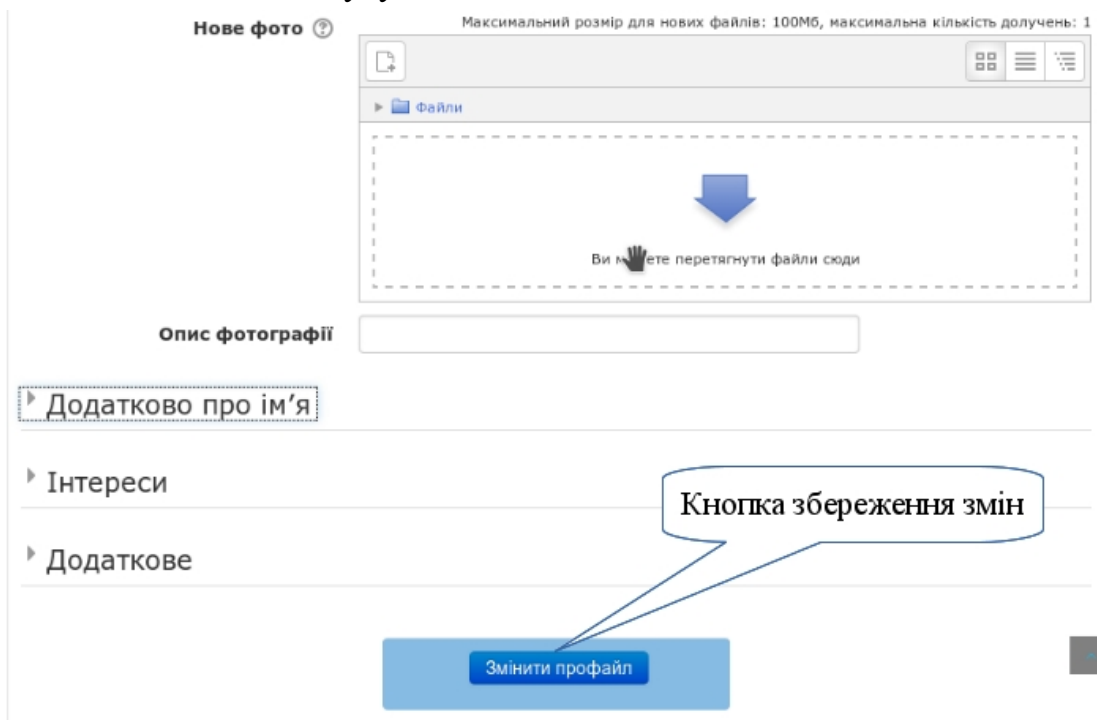 Нове фото
Максимальний розмір для нових файлів: 100Мб, максимальна кількість долучень: 1
Файли
Ви перетягнути файли сюди
Опис фотографії
Додатково про ім’я
Інтереси
Кнопка збереження змін
Додаткове
Змінити профайл